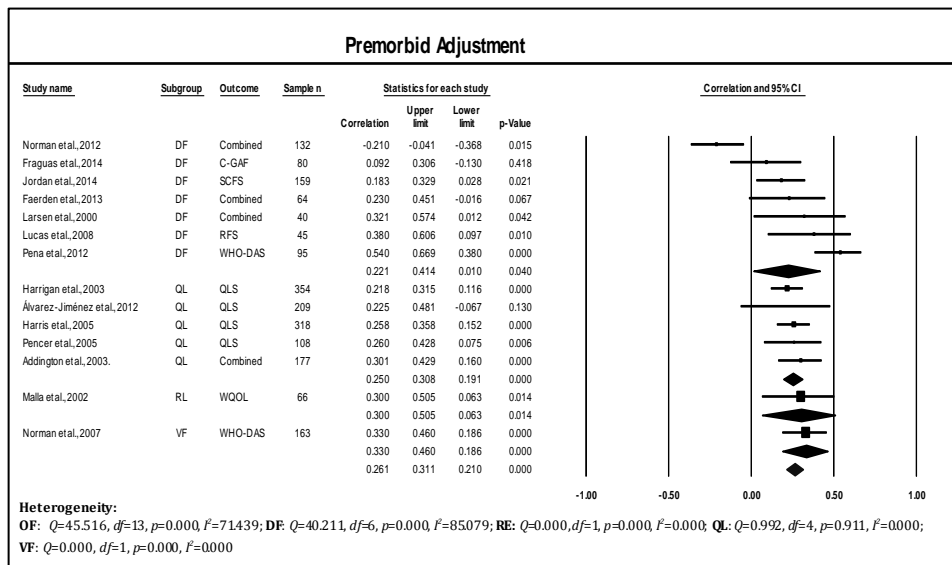 Premorbid Adjustment
Study name Subgroup Outcome Sample n Statistics for each study Correlation and 95% CI
Correlation Upper limit Lower limit p-Value
Norman et al., 2012 DF Combined 132 -0.210 -0.041 -0.368 0.015
Fraguas et al., 2014 DF C-GAF 80 0.092 0.306 -0.130 0.418
Jordan et al., 2014 DF SCFS 159 0.183 0.329 0.028 0.021
Faerden et al., 2013 DF Combined 64 0.230 0.451 -0.016 0.067
Larsen et al., 2000 DF Combined 40 0.321 0.574 0.012 0.042
Lucas et al., 2008 DF RFS 45 0.380 0.606 0.097 0.010
Pena et al., 2012 DF WHO-DAS 95 0.540 0.669 0.380 0.000
0.221 0.414 0.010 0.040
Harrigan et al., 2003 QL QLS 354 0.218 0.315 0.116 0.000
Álvarez-Jiménez et al., 2012 QL QLS 209 0.225 0.481 -0.067 0.130
Harris et al., 2005 QL QLS 318 0.258 0.358 0.152 0.000
Pencer et al., 2005 QL QLS 108 0.260 0.428 0.075 0.006
Addington et al., 2003. QL Combined 177 0.301 0.429 0.160 0.000
0.250 0.308 0.191 0.000
Malla et al., 2002 RL WQOL 66 0.300 0.505 0.063 0.014
0.300 0.505 0.063 0.014
Norman et al., 2007 VF WHO-DAS 163 0.330 0.460 0.186 0.000
0.330 0.460 0.186 0.000
0.261 0.311 0.210 0.000
-1.00 -0.50 0.00 0.50 1.00
Heterogeneity:
OF: Q=45.516, df=13, p=0.000, I²=71.439; DF: Q=40.211, df=6, p=0.000, I²=85.079; RE: Q=0.000, df=1, p=0.000, I²=0.000; QL: Q=0.992, df=4, p=0.911, I²=0.000;
VF: Q=0.000, df=1, p=0.000, I²=0.000